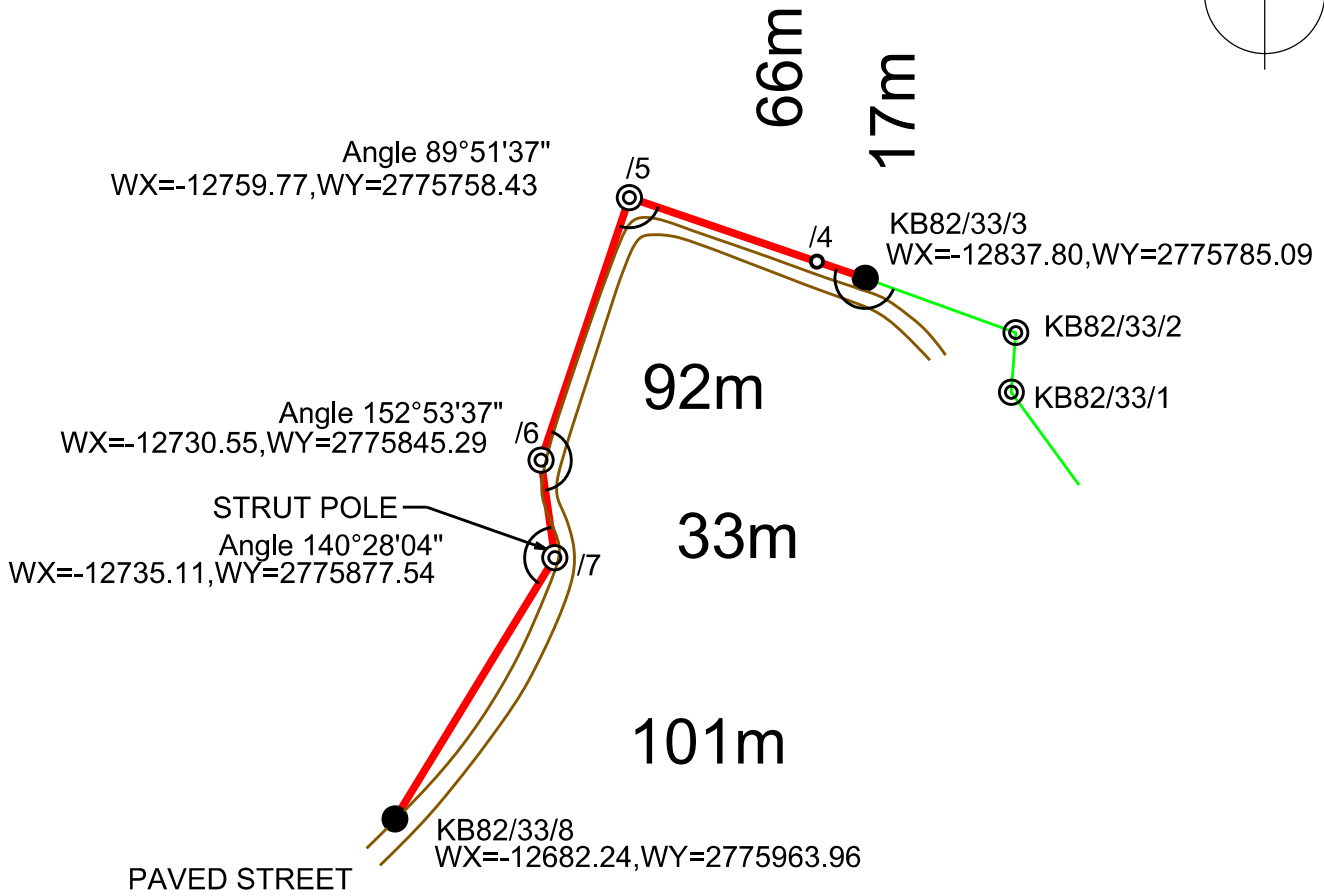 66m
17m
Angle 89°51'37"
WX=-12759.77,WY=2775758.43
/5
/4
KB82/33/3
WX=-12837.80,WY=2775785.09
KB82/33/2
92m
KB82/33/1
Angle 152°53'37"
WX=-12730.55,WY=2775845.29
/6
STRUT POLE
33m
Angle 140°28'04"
WX=-12735.11,WY=2775877.54
/7
101m
KB82/33/8
WX=-12682.24,WY=2775963.96
PAVED STREET